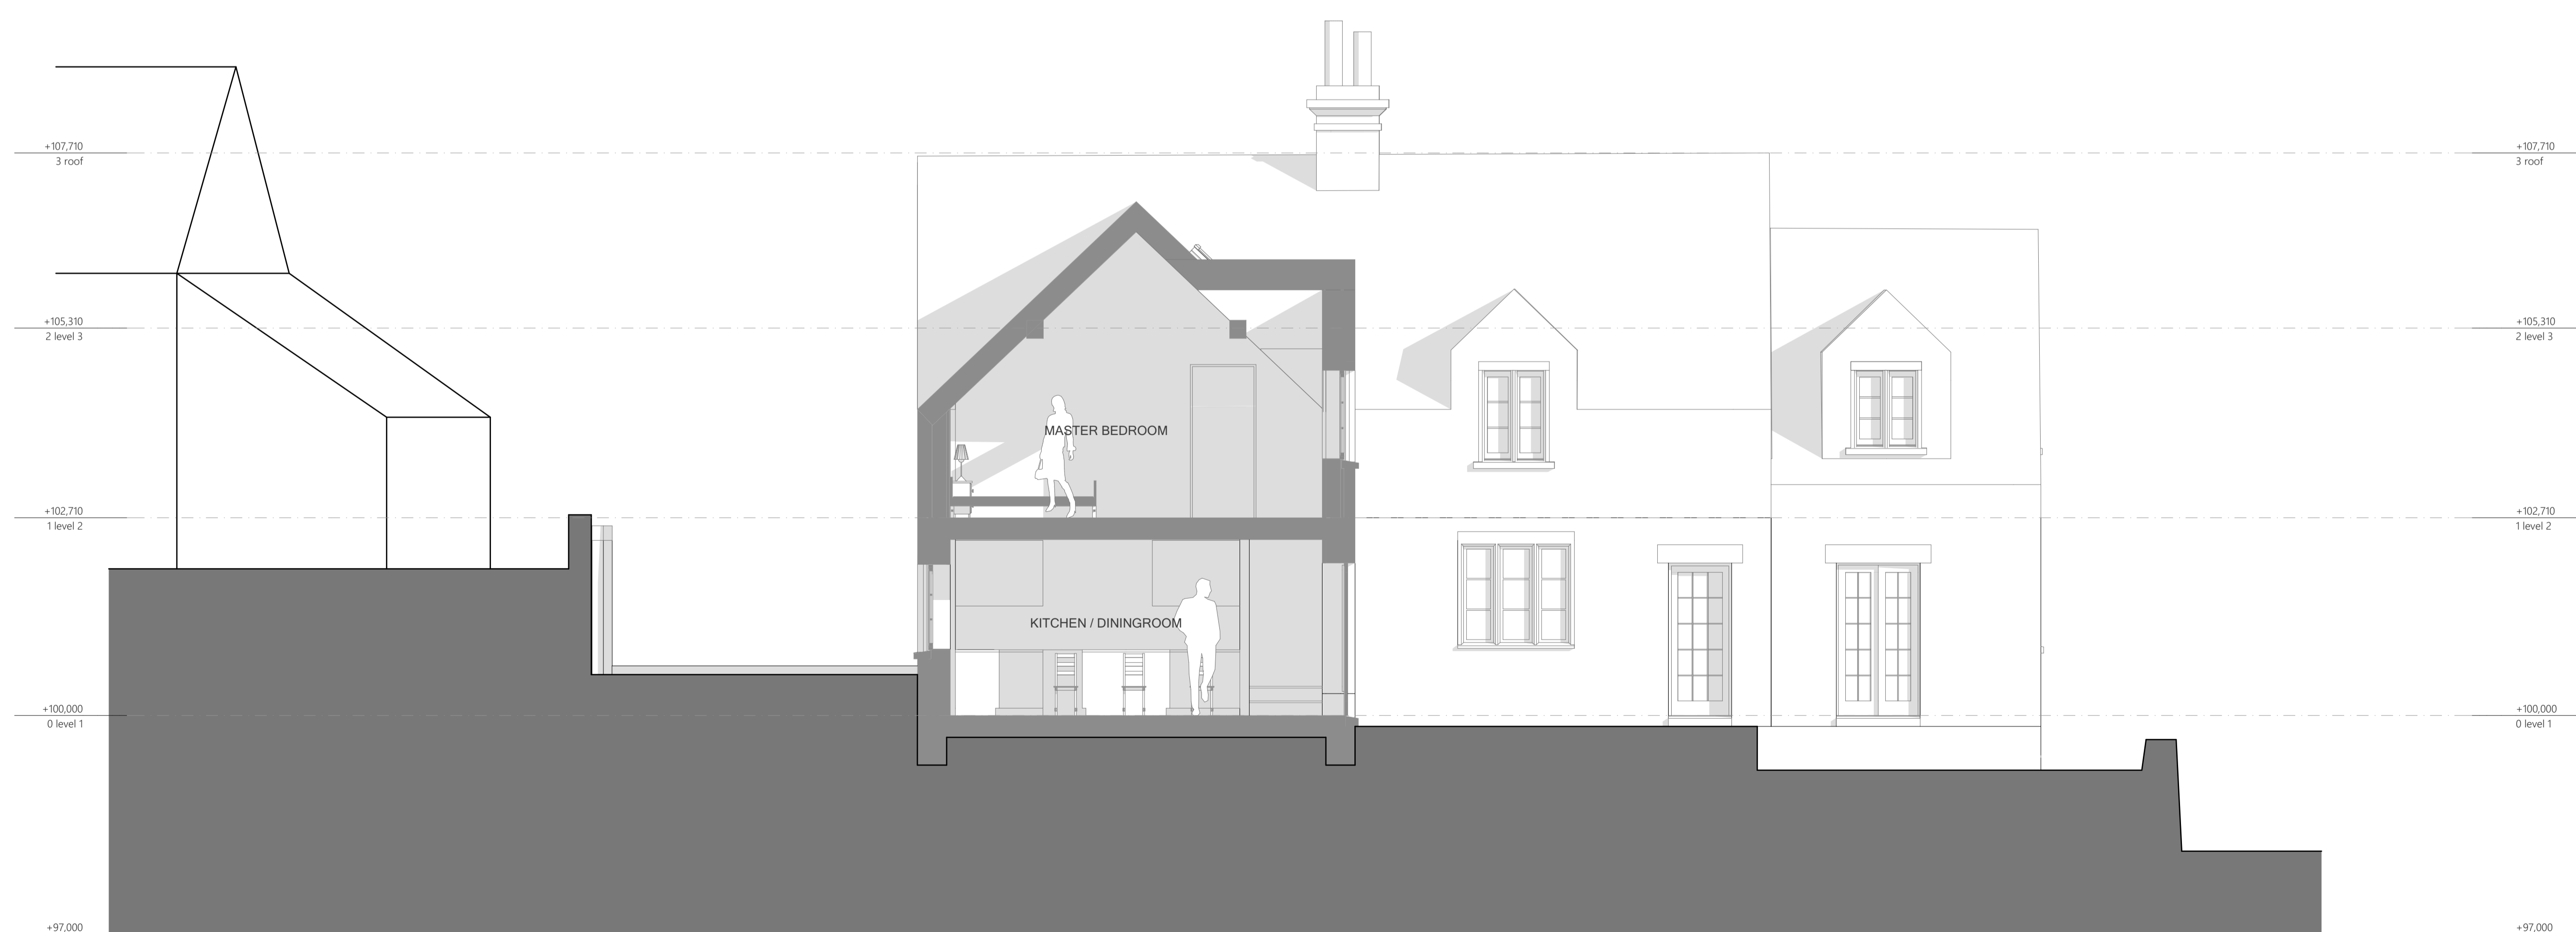 +107,710
3 roof
+107,710
3 roof
+105,310
2 level 3
+105,310
2 level 3
MASTER BEDROOM
+102,710
1 level 2
+102,710
1 level 2
KITCHEN / DININGROOM
+100,000
0 level 1
+100,000
0 level 1
+97,000
+97,000